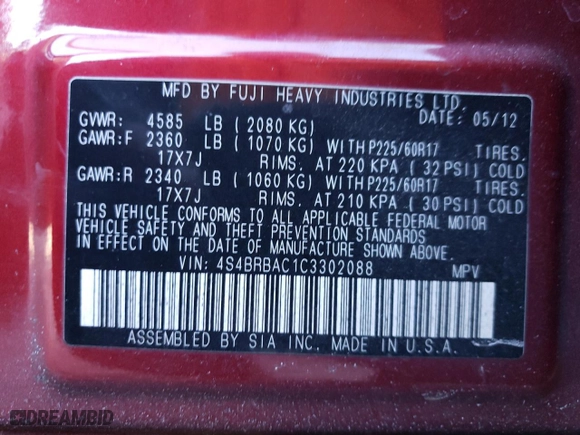 MFD BY FUJI HEAVY INDUSTRIES LTD.
DATE: 05/12
GVWR: 4585 LB ( 2080 KG)
GAWR:F 2360 LB ( 1070 KG) WITH P225/60R17 TIRES.
17X7J RIMS. AT 220 KPA ( 32 PSI) COLD
GAWR:R 2340 LB ( 1060 KG) WITH P225/60R17 TIRES.
17X7J RIMS. AT 210 KPA ( 30 PSI) COLD
THIS VEHICLE CONFORMS TO ALL APPLICABLE FEDERAL MOTOR
VEHICLE SAFETY AND THEFT PREVENTION STANDARDS
IN EFFECT ON THE DATE OF MANUFACTURE SHOWN ABOVE.
VIN: 4S4BRBAC1C3302088 MPV
ASSEMBLED BY SIA INC. MADE IN U.S.A.
DREAMBID